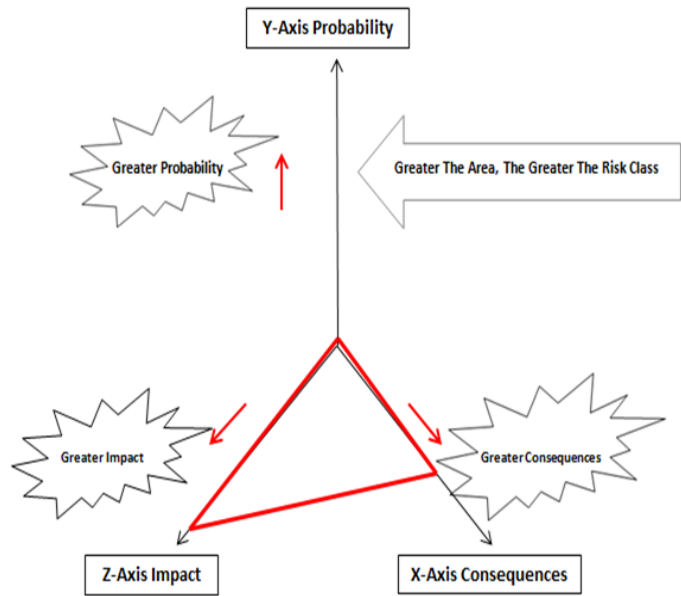 Y-Axis Probability
Greater Probability
Greater The Area, The Greater The Risk Class
Greater Impact
Greater Consequences
Z-Axis Impact
X-Axis Consequences